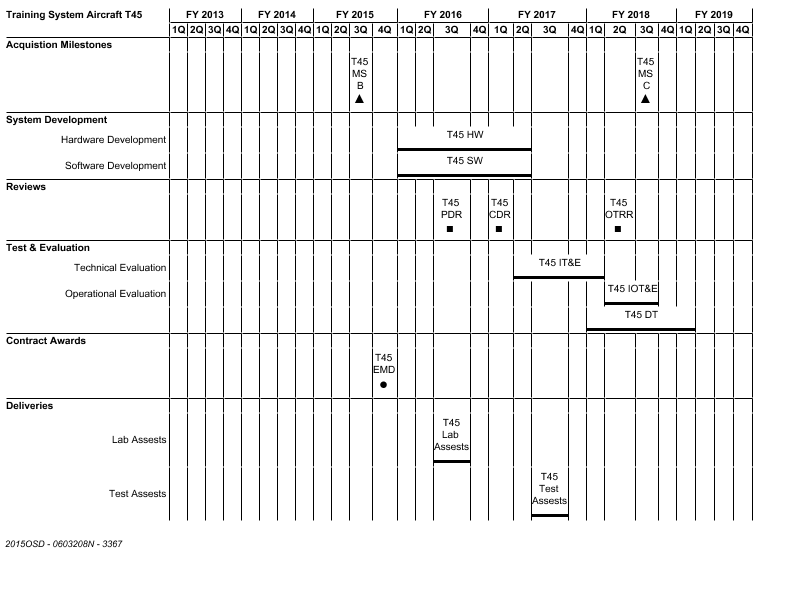 Training System Aircraft T45 FY 2013 FY 2014 FY 2015 FY 2016 FY 2017 FY 2018 FY 2019
1Q 2Q 3Q 4Q 1Q 2Q 3Q 4Q 1Q 2Q 3Q 4Q 1Q 2Q 3Q 4Q 1Q 2Q 3Q 4Q 1Q 2Q 3Q 4Q 1Q 2Q 3Q 4Q
Acquistion Milestones
T45 T45
MS MS
B C
System Development
Hardware Development T45 HW
Software Development T45 SW
Reviews
T45 T45 T45
PDR CDR OTRR
Test & Evaluation
Technical Evaluation T45 IT&E
Operational Evaluation T45 IOT&E
T45 DT
Contract Awards
T45
EMD
Deliveries
T45
Lab Assests Lab
Assests
T45
Test Assests Test
Assests
2015OSD - 0603208N - 3367